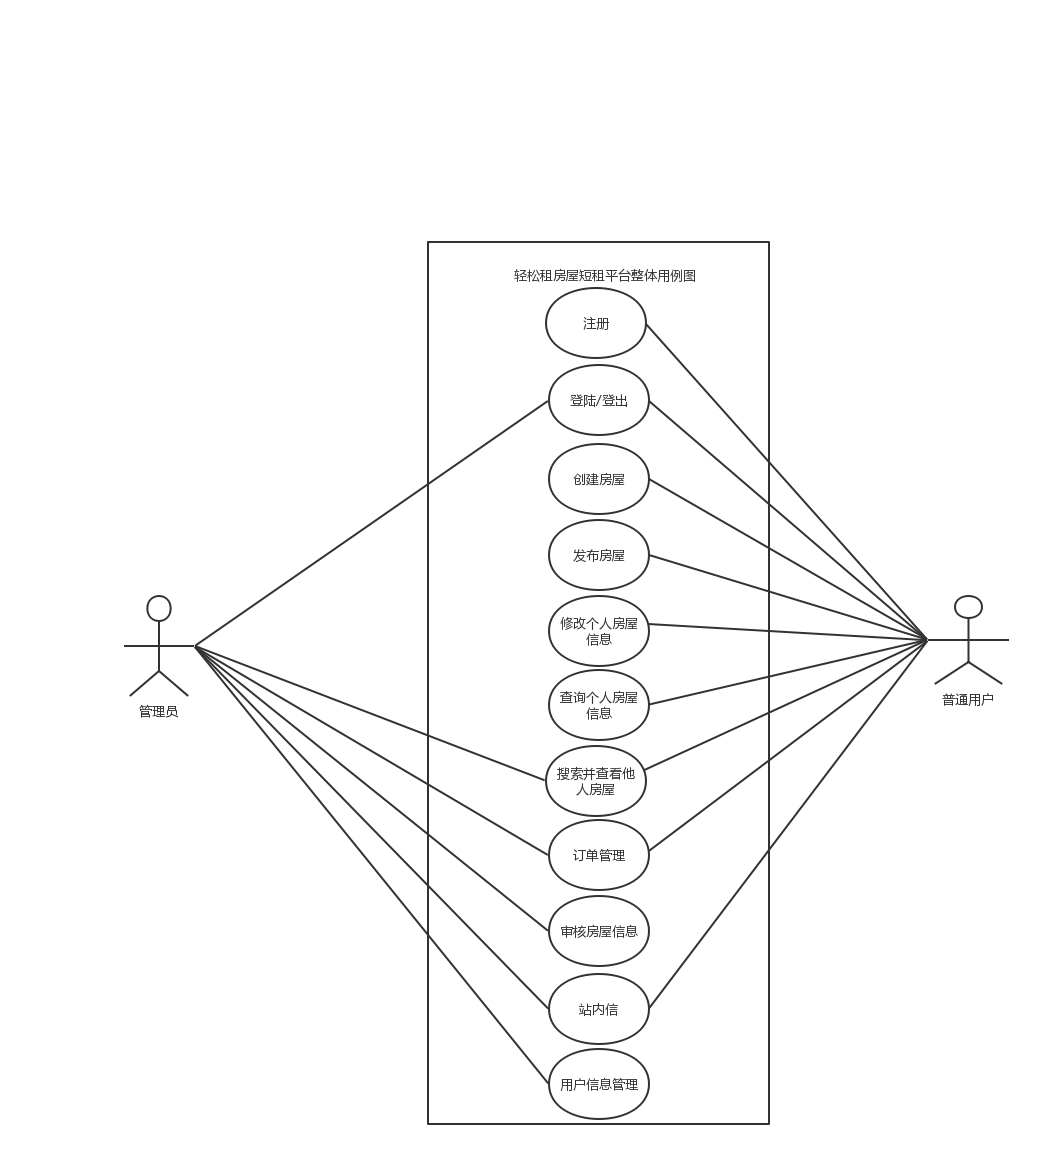 轻松租房屋短租平台整体用例图
注册
登陆/登出
创建房屋
发布房屋
修改个人房屋
信息
查询个人房屋
信息
管理员
普通用户
搜索并查看他
人房屋
订单管理
审核房屋信息
站内信
用户信息管理